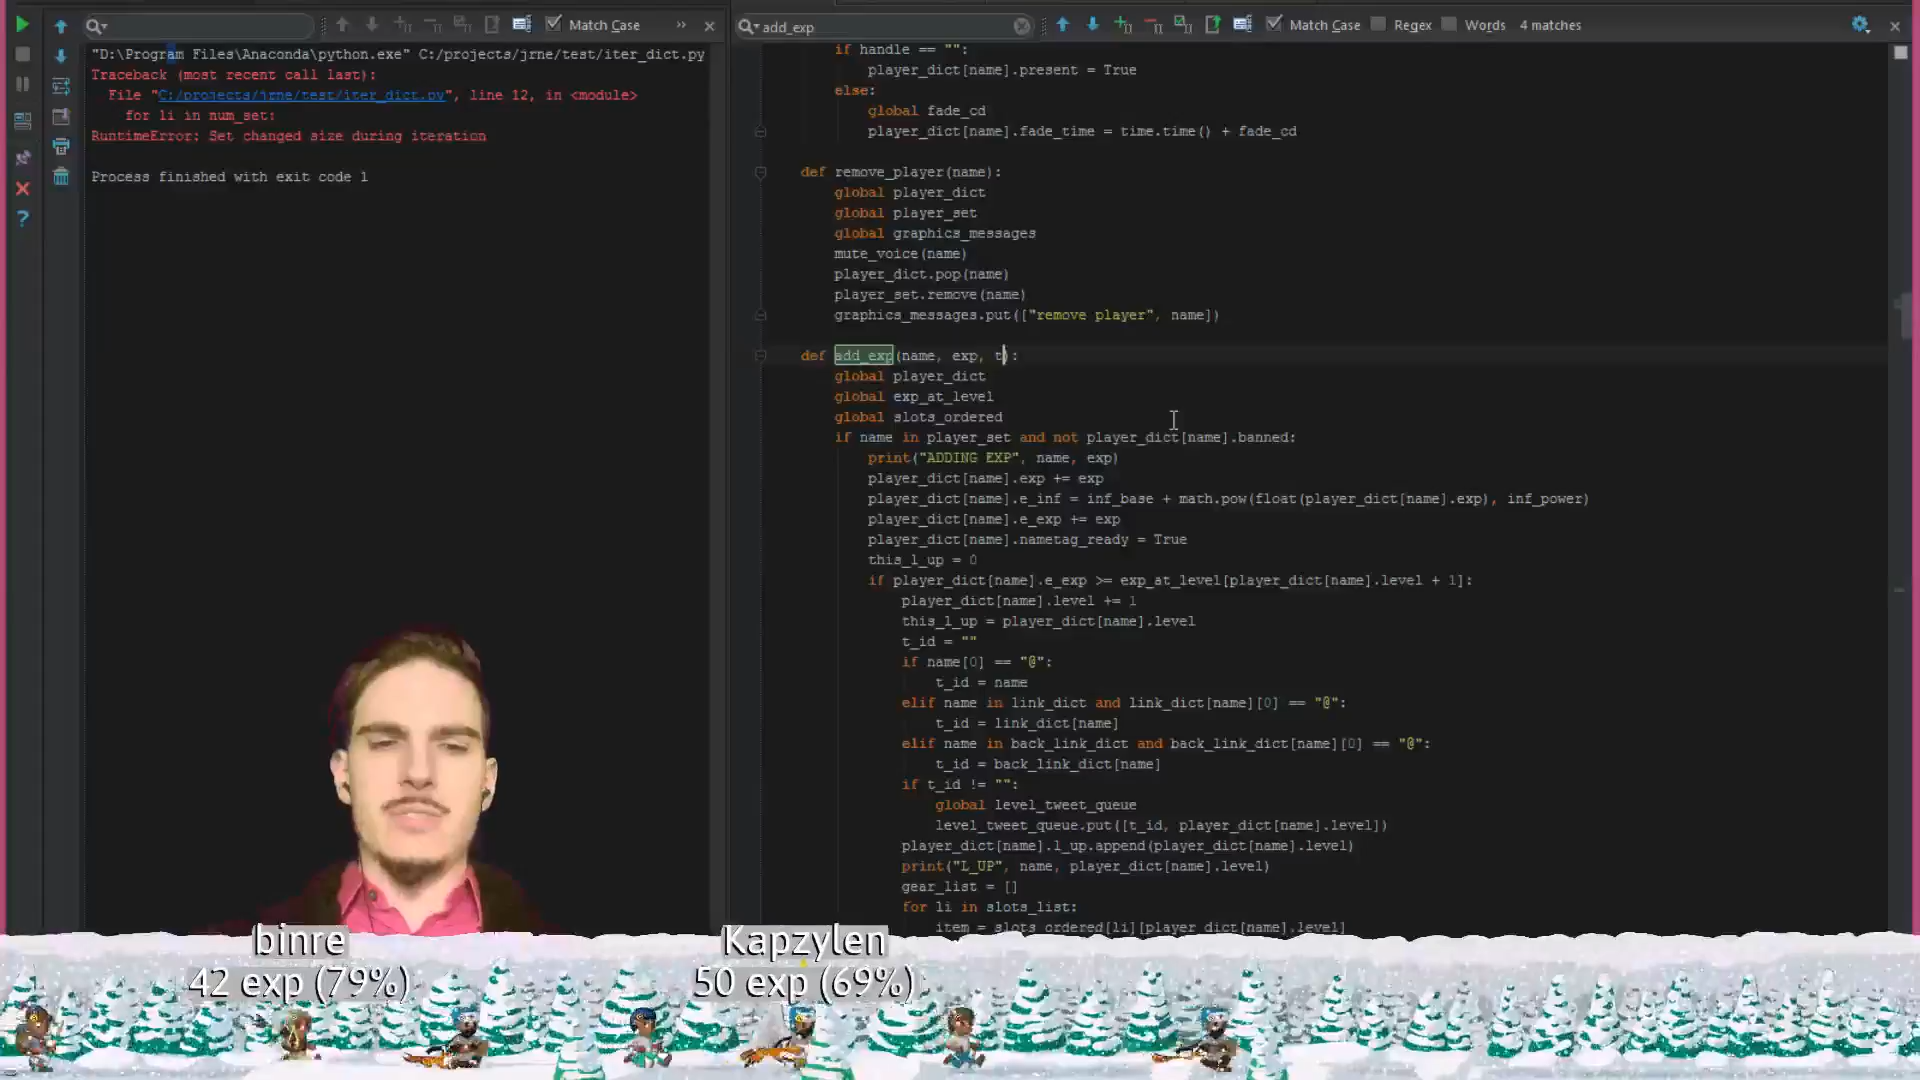 Match Case
"D:\Program Files\Anaconda\python.exe" C:/projects/jrne/test/iter_dict.py
Traceback (most recent call last):
File "C:/projects/jrne/test/iter_dict.py", line 12, in <module>
for li in num_set:
RuntimeError: Set changed size during iteration
Process finished with exit code 1
add_exp
Match Case
Regex
Words
4 matches
if handle == "":
player_dict[name].present = True
else:
global fade_cd
player_dict[name].fade_time = time.time() + fade_cd
def remove_player(name):
global player_dict
global player_set
global graphics_messages
mute_voice(name)
player_dict.pop(name)
player_set.remove(name)
graphics_messages.put(["remove player", name])
def add_exp(name, exp, t):
global player_dict
global exp_at_level
global slots_ordered
if name in player_set and not player_dict[name].banned:
print("ADDING EXP", name, exp)
player_dict[name].exp += exp
player_dict[name].e_inf = inf_base + math.pow(float(player_dict[name].exp), inf_power)
player_dict[name].e_exp += exp
player_dict[name].nametag_ready = True
this_l_up = 0
if player_dict[name].e_exp >= exp_at_level[player_dict[name].level + 1]:
player_dict[name].level += 1
this_l_up = player_dict[name].level
t_id = ""
if name[0] == "@":
t_id = name
elif name in link_dict and link_dict[name][0] == "@":
t_id = link_dict[name]
elif name in back_link_dict and back_link_dict[name][0] == "@":
t_id = back_link_dict[name]
if t_id != "":
global level_tweet_queue
level_tweet_queue.put([t_id, player_dict[name].level])
player_dict[name].l_up.append(player_dict[name].level)
print("L_UP", name, player_dict[name].level)
gear_list = []
for li in slots_list:
item = slots_ordered[li][player_dict[name].level]
binre
42 exp (79%)
Kapzylen
50 exp (69%)